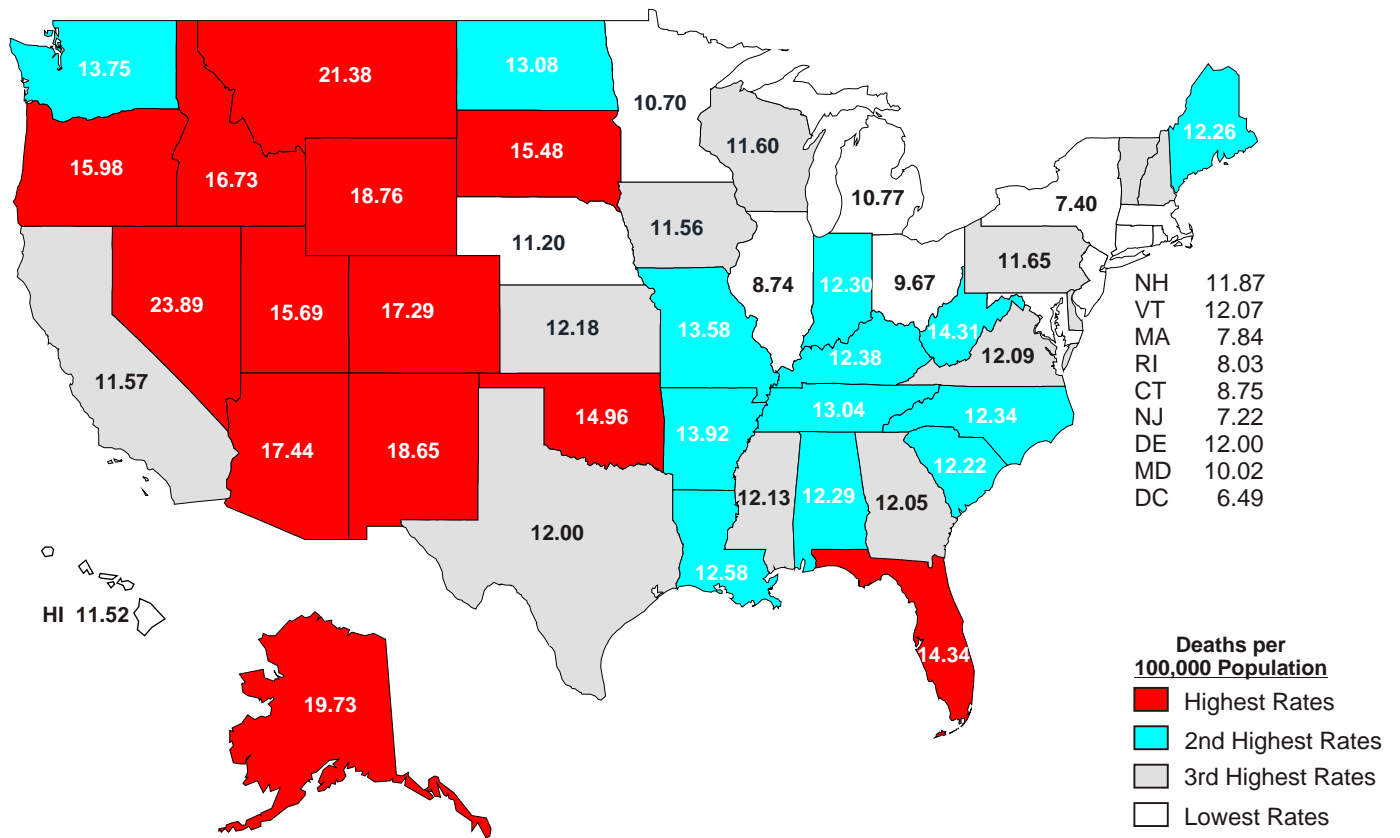 13.75
21.38
13.08
10.70
12.26
15.98
16.73
15.48
11.60
18.76
10.77
7.40
11.20
11.56
11.65
23.89
15.69
17.29
8.74
12.30
9.67
12.18
13.58
14.31
12.38
12.09
11.57
13.04
12.34
17.44
18.65
14.96
13.92
12.22
12.13
12.29
12.05
12.00
12.58
14.34
19.73
HI 11.52
NH 11.87
VT 12.07
MA 7.84
RI 8.03
CT 8.75
NJ 7.22
DE 12.00
MD 10.02
DC 6.49
Deaths per
100,000 Population
Highest Rates
2nd Highest Rates
3rd Highest Rates
Lowest Rates